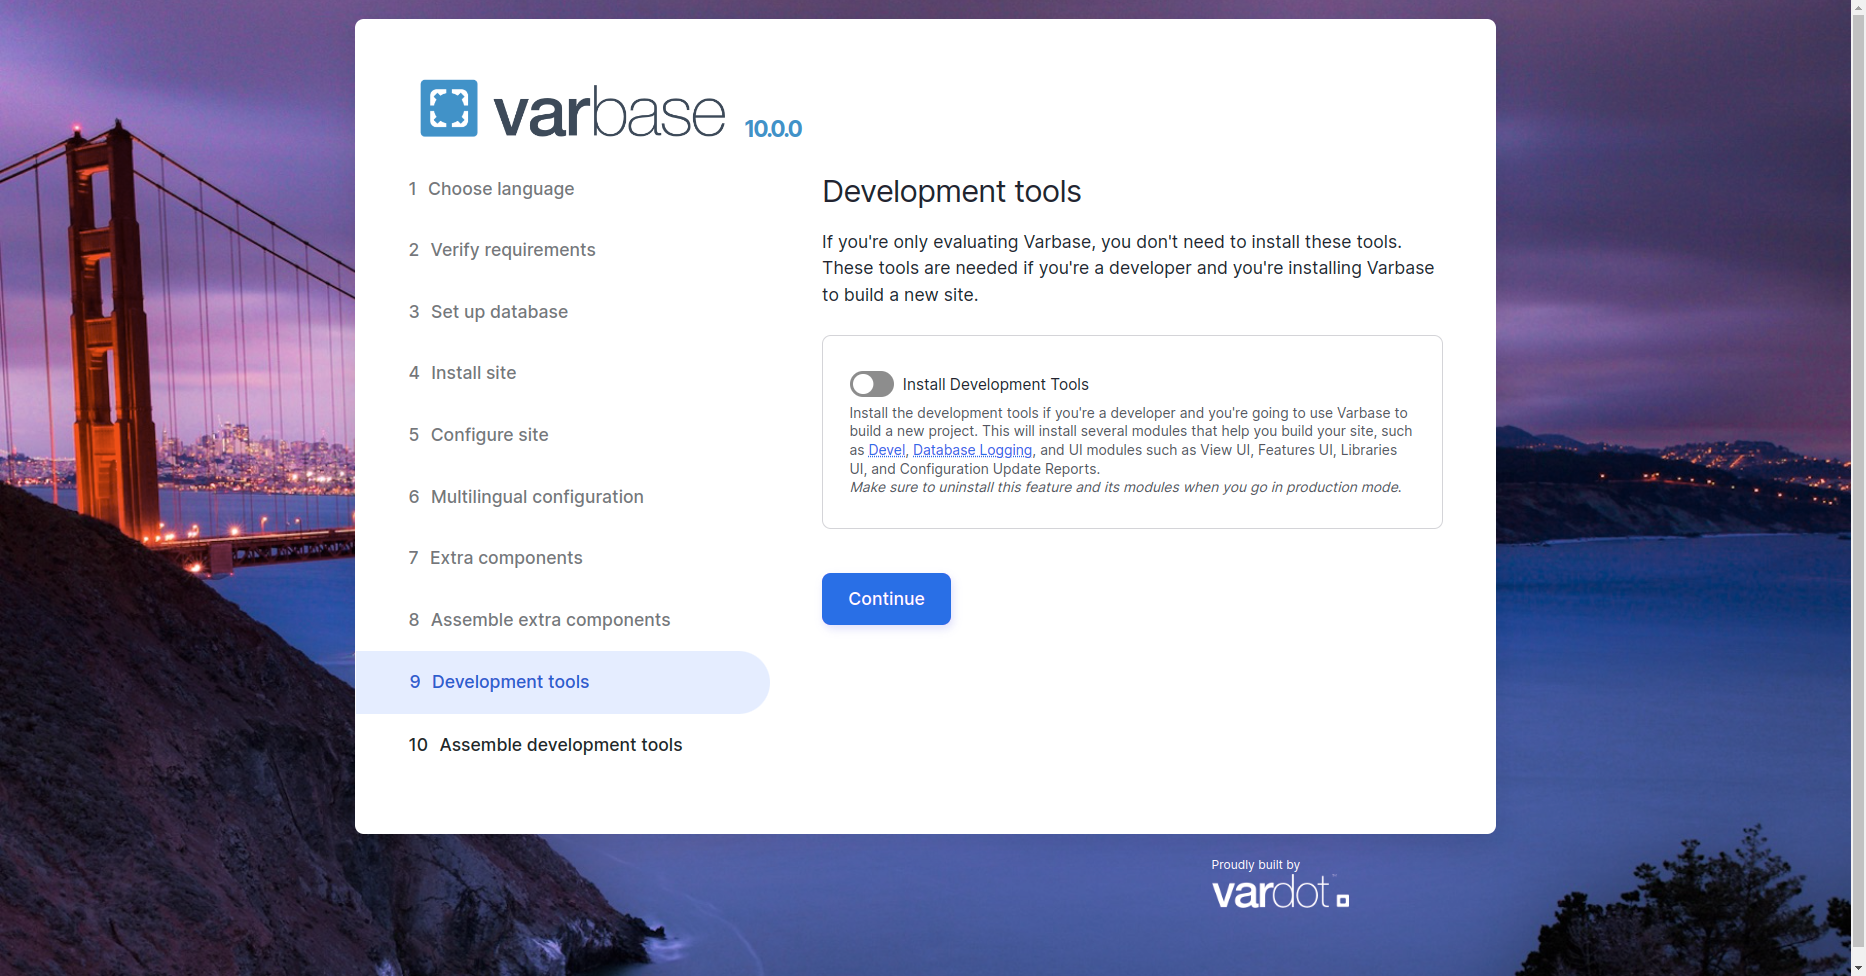 varbase 10.0.0
1 Choose language
2 Verify requirements
3 Set up database
4 Install site
5 Configure site
6 Multilingual configuration
7 Extra components
8 Assemble extra components
9 Development tools
10 Assemble development tools
Development tools
If you're only evaluating Varbase, you don't need to install these tools.
These tools are needed if you're a developer and you're installing Varbase
to build a new site.
Install Development Tools
Install the development tools if you're a developer and you're going to use Varbase to
build a new project. This will install several modules that help you build your site, such
as Devel, Database Logging, and UI modules such as View UI, Features UI, Libraries
UI, and Configuration Update Reports.
Make sure to uninstall this feature and its modules when you go in production mode.
Continue
Proudly built by
vardot